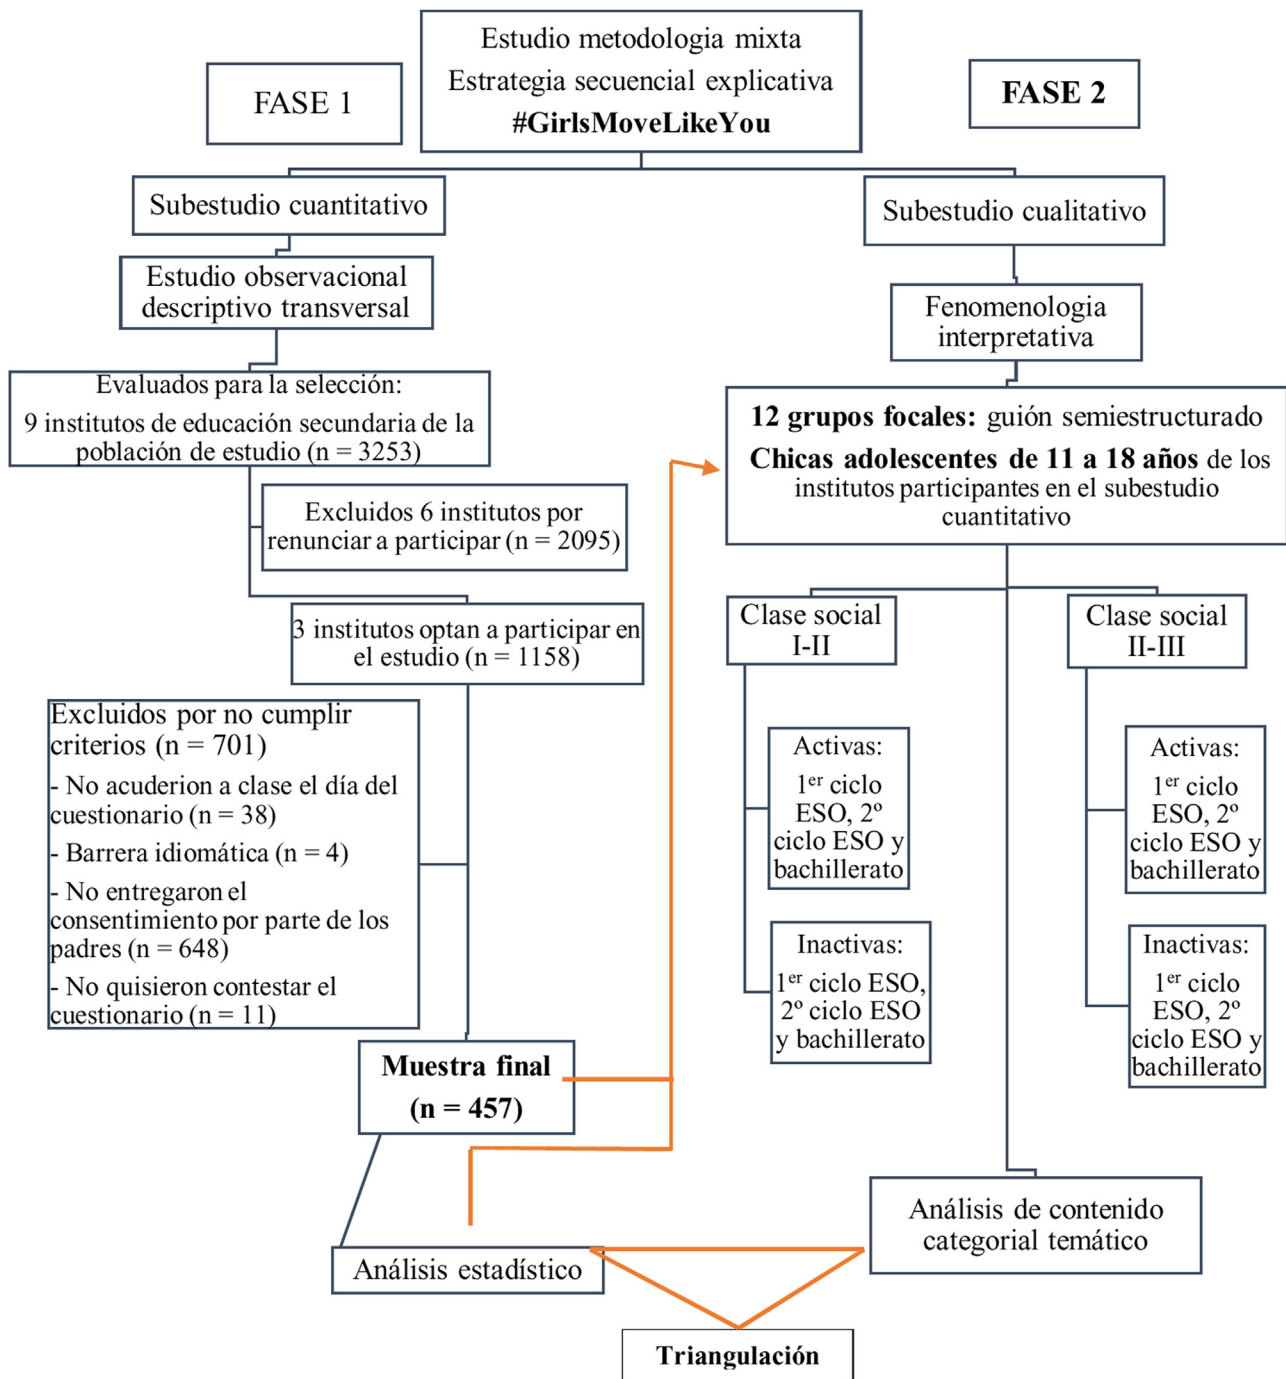 Estudio metodologia mixta
Estrategia secuencial explicativa
#GirlsMoveLikeYou
FASE 1
FASE 2
Subestudio cuantitativo
Estudio observacional
descriptivo transversal
Evaluados para la selección:
9 institutos de educación secundaria de la
población de estudio (n = 3253)
Excluidos 6 institutos por
renunciar a participar (n = 2095)
3 institutos optan a participar en
el estudio (n = 1158)
Excluidos por no cumplir
criterios (n = 701)
- No acuderion a clase el día del
cuestionario (n = 38)
- Barrera idiomática (n = 4)
- No entregaron el
consentimiento por parte de los
padres (n = 648)
- No quisieron contestar el
cuestionario (n = 11)
Muestra final
(n = 457)
Análisis estadístico
Subestudio cualitativo
Fenomenologia
interpretativa
12 grupos focales: guión semiestructurado
Chicas adolescentes de 11 a 18 años de los
institutos participantes en el subestudio
cuantitativo
Clase social
I-II
Activas:
1er ciclo
ESO, 2º
ciclo ESO y
bachillerato
Inactivas:
1er ciclo ESO,
2º ciclo ESO
y bachillerato
Clase social
II-III
Activas:
1er ciclo
ESO, 2º
ciclo ESO y
bachillerato
Inactivas:
1er ciclo
ESO, 2º
ciclo ESO y
bachillerato
Análisis de contenido
categorial temático
Triangulación